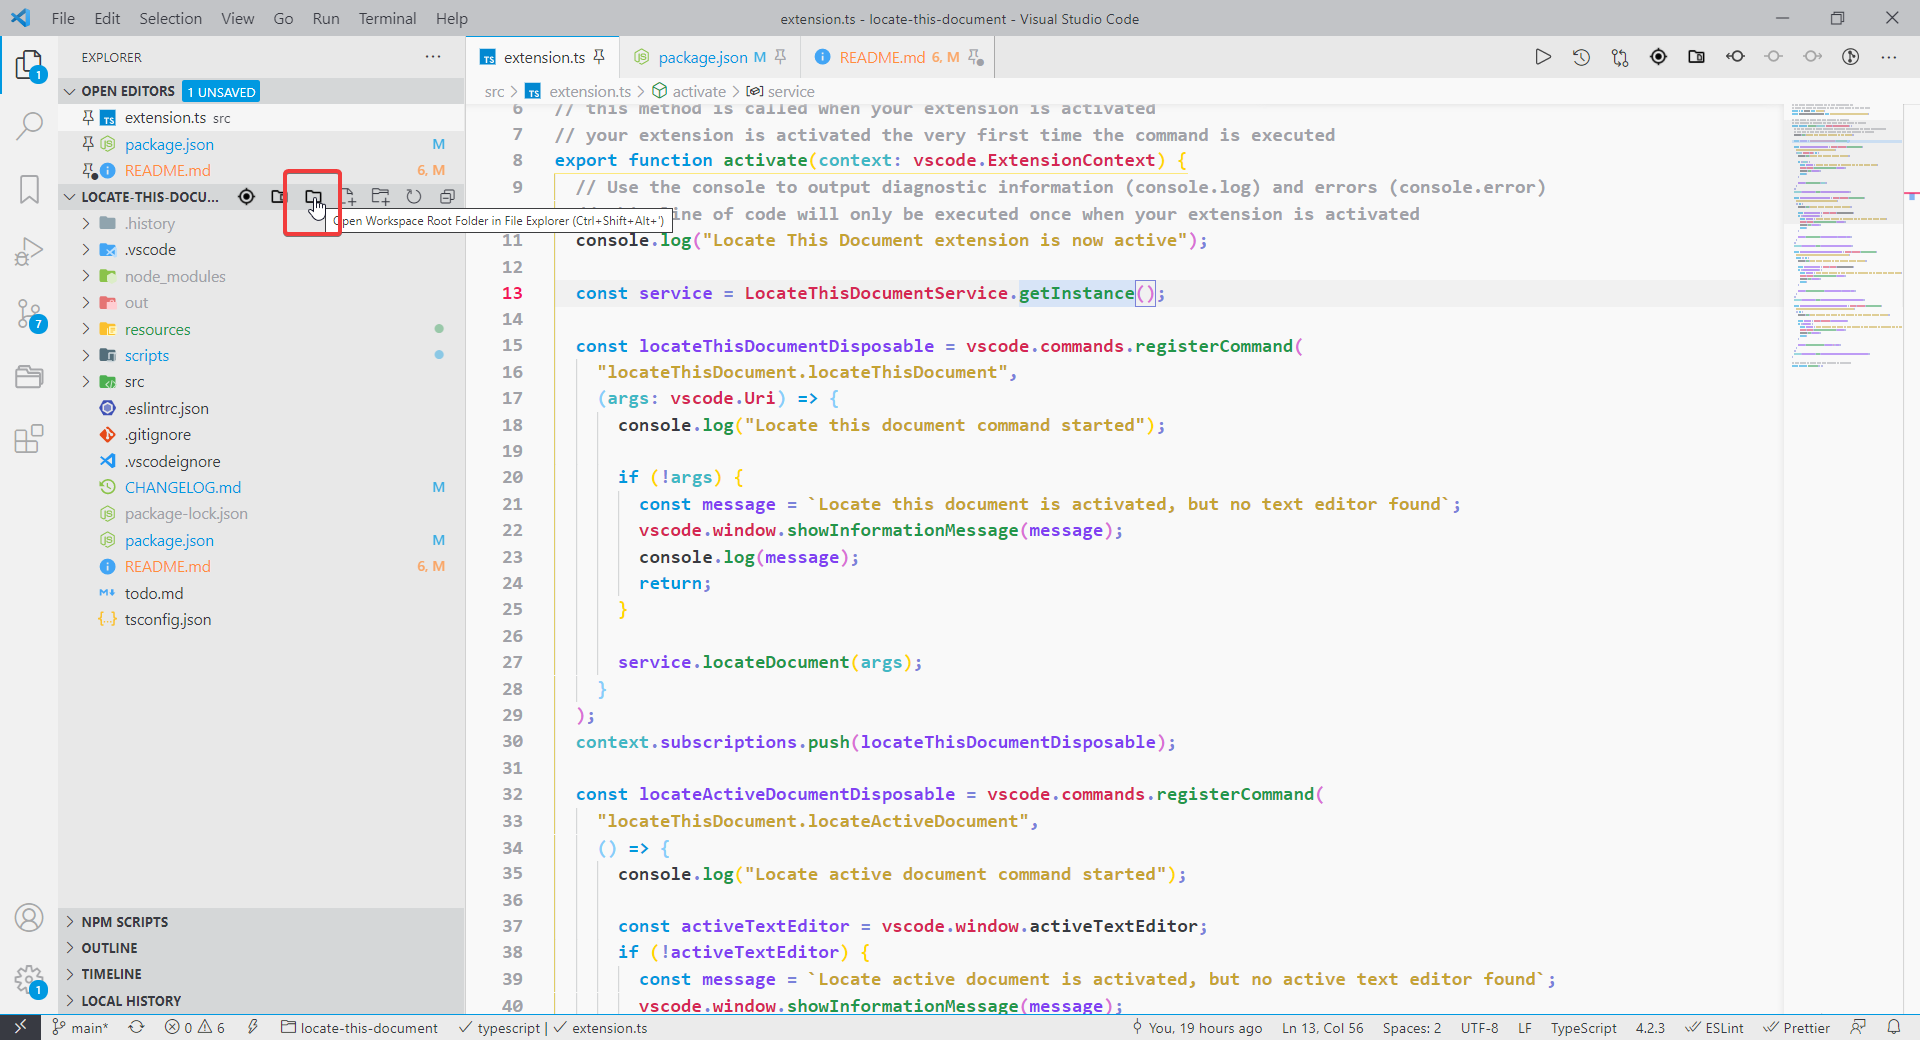 File Edit Selection View Go Run Terminal Help
extension.ts - locate-this-document - Visual Studio Code
EXPLORER
OPEN EDITORS 1 UNSAVED
extension.ts src
package.json M
README.md 6, M
LOCATE-THIS-DOCU...
.history
.vscode
node_modules
out
resources
scripts
src
.eslintrc.json
.gitignore
.vscodeignore
CHANGELOG.md M
package-lock.json
package.json M
README.md 6, M
todo.md
tsconfig.json
NPM SCRIPTS
OUTLINE
TIMELINE
LOCAL HISTORY
1
7
1
TS extension.ts
package.json M
README.md 6, M
src > TS extension.ts > activate > service
Open Workspace Root Folder in File Explorer (Ctrl+Shift+Alt+')
6 // this method is called when your extension is activated
7 // your extension is activated the very first time the command is executed
8 export function activate(context: vscode.ExtensionContext) {
9 // Use the console to output diagnostic information (console.log) and errors (console.error)
line of code will only be executed once when your extension is activated
11 console.log("Locate This Document extension is now active");
12
13 const service = LocateThisDocumentService.getInstance();
14
15 const locateThisDocumentDisposable = vscode.commands.registerCommand(
16 "locateThisDocument.locateThisDocument",
17 (args: vscode.Uri) => {
18 console.log("Locate this document command started");
19
20 if (!args) {
21 const message = `Locate this document is activated, but no text editor found`;
22 vscode.window.showInformationMessage(message);
23 console.log(message);
24 return;
25 }
26
27 service.locateDocument(args);
28 }
29 );
30 context.subscriptions.push(locateThisDocumentDisposable);
31
32 const locateActiveDocumentDisposable = vscode.commands.registerCommand(
33 "locateThisDocument.locateActiveDocument",
34 () => {
35 console.log("Locate active document command started");
36
37 const activeTextEditor = vscode.window.activeTextEditor;
38 if (!activeTextEditor) {
39 const message = `Locate active document is activated, but no active text editor found`;
40 vscode.window.showInformationMessage(message);
main* 0 6 locate-this-document typescript | extension.ts You, 19 hours ago Ln 13, Col 56 Spaces: 2 UTF-8 LF TypeScript 4.2.3 ESLint Prettier